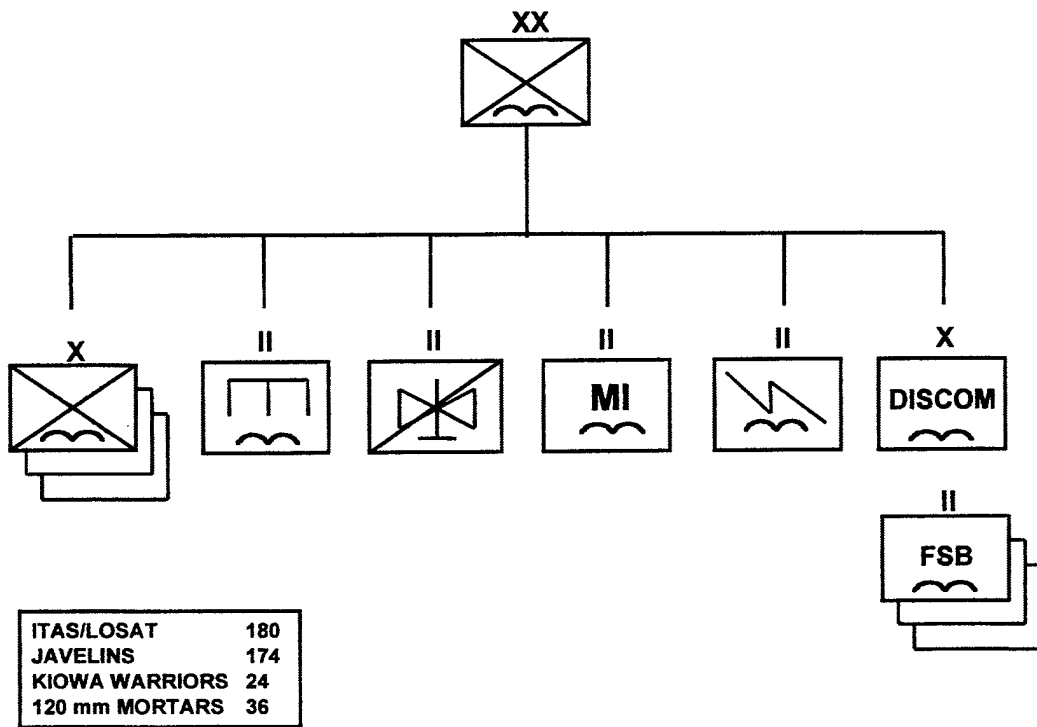 XX
X II II II II X
MI DISCOM
II
FSB
ITAS/LOSAT 180
JAVELINS 174
KIOWA WARRIORS 24
120 mm MORTARS 36